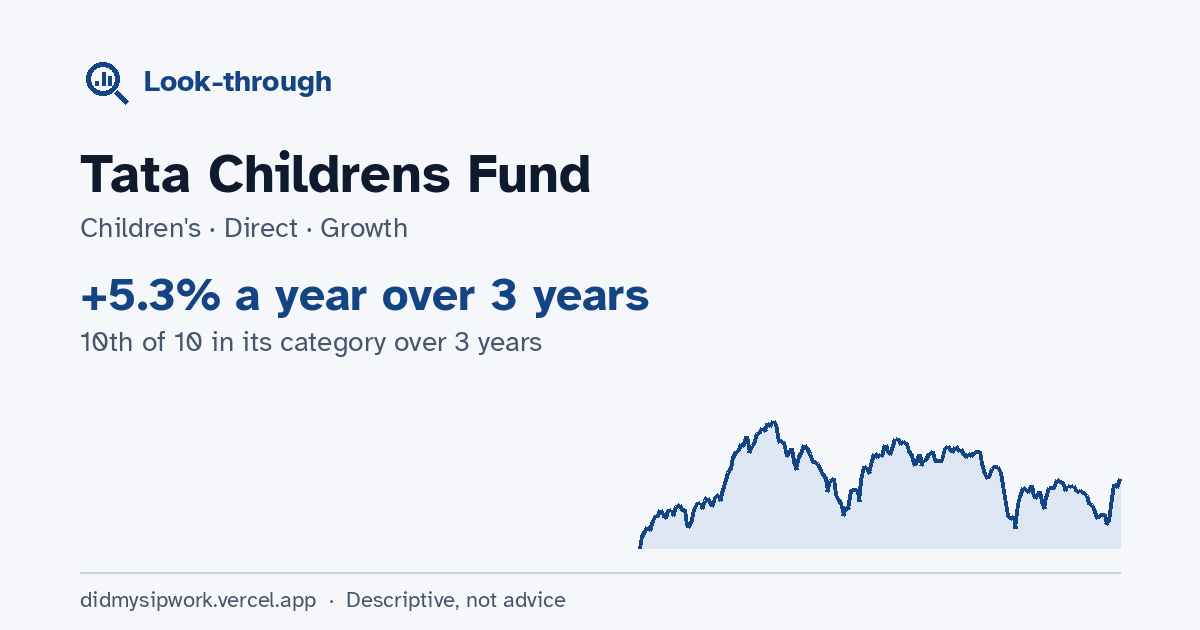 Look-through
Tata Childrens Fund
Children's · Direct · Growth
+5.3% a year over 3 years
10th of 10 in its category over 3 years
didmysipwork.vercel.app · Descriptive, not advice